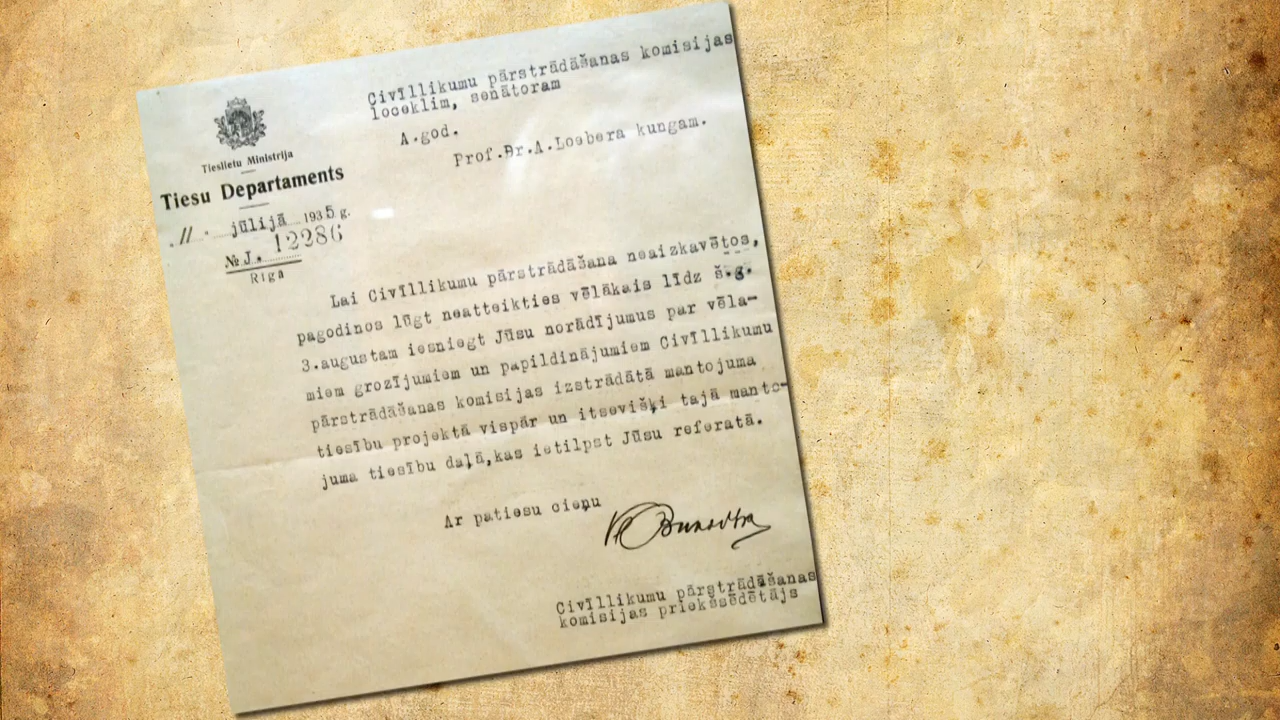 Civīllikumu pārstrādāšanas komisijas
loceklim, senātoram
A.god.
Prof.Dr.A.Loebera kungam.
Tieslietu Ministrija
Tiesu Departaments
11. jūlijā 1935 g.
№ J. 12286
Rīgā
Lai Civīllikumu pārstrādāšana neaizkavētos,
pagodinos lūgt neatteikties vēlākais līdz š.g.
3.augustam iesniegt Jūsu norādījumus par vēla-
miem grozījumiem un papildinājumiem Civīllikumu
pārstrādāšanas komisijas izstrādātā mantojuma
tiesību projektā vispār un itsevišķi tajā manto-
juma tiesību daļā,kas ietilpst Jūsu referatā.
Ar patiesu cieņu
Civīllikumu pārstrādāšanas
komisijas priekšsēdētājs